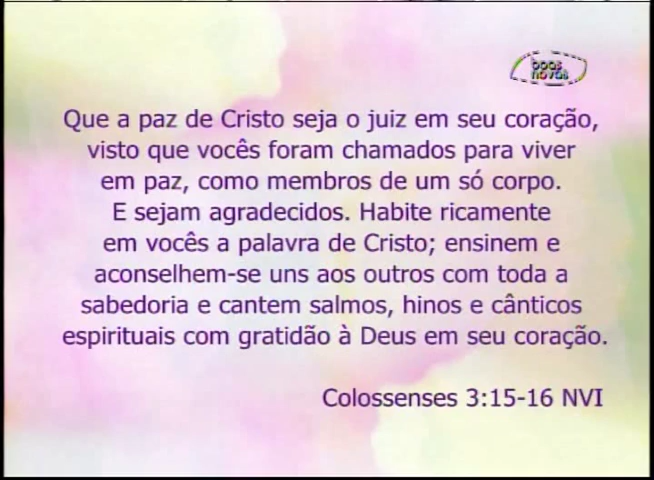 boas
novas
Que a paz de Cristo seja o juiz em seu coração,
visto que vocês foram chamados para viver
em paz, como membros de um só corpo.
E sejam agradecidos. Habite ricamente
em vocês a palavra de Cristo; ensinem e
aconselhem-se uns aos outros com toda a
sabedoria e cantem salmos, hinos e cânticos
espirituais com gratidão à Deus em seu coração.
Colossenses 3:15-16 NVI